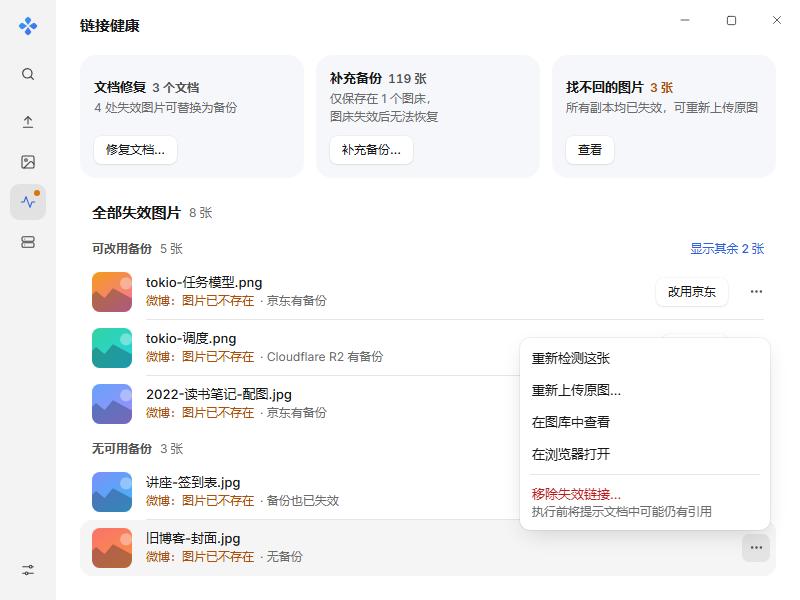 链接健康
文档修复 3 个文档
4 处失效图片可替换为备份
修复文档...
补充备份 119 张
仅保存在 1 个图床，
图床失效后无法恢复
补充备份...
找不回的图片 3 张
所有副本均已失效，可重新上传原图
查看
全部失效图片 8 张
可改用备份 5 张
显示其余 2 张
tokio-任务模型.png
微博：图片已不存在 · 京东有备份
改用京东
tokio-调度.png
微博：图片已不存在 · Cloudflare R2 有备份
2022-读书笔记-配图.jpg
微博：图片已不存在 · 京东有备份
无可用备份 3 张
讲座-签到表.jpg
微博：图片已不存在 · 备份也已失效
旧博客-封面.jpg
微博：图片已不存在 · 无备份
重新检测这张
重新上传原图...
在图库中查看
在浏览器打开
移除失效链接...
执行前将提示文档中可能仍有引用